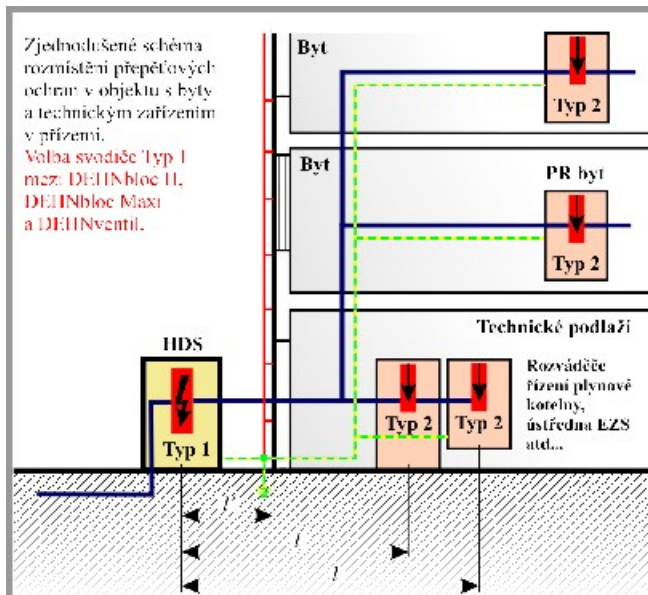 Zjednodušené schéma
rozmístění přepěťových
ochran v objektu s byty
a technickým zařízením
v přízemí.
Volba svodiče Typ 1
mezi DEHNbloc H,
DEHNbloc Maxi
a DEHNventil.
Byt
Typ 2
Byt
PR byt
Typ 2
Technické podlaží
HDS
Typ 1
Typ 2
Typ 2
Rozváděče
řízení plynové
kotelny,
ústředna EZS
atd...
l
l
l